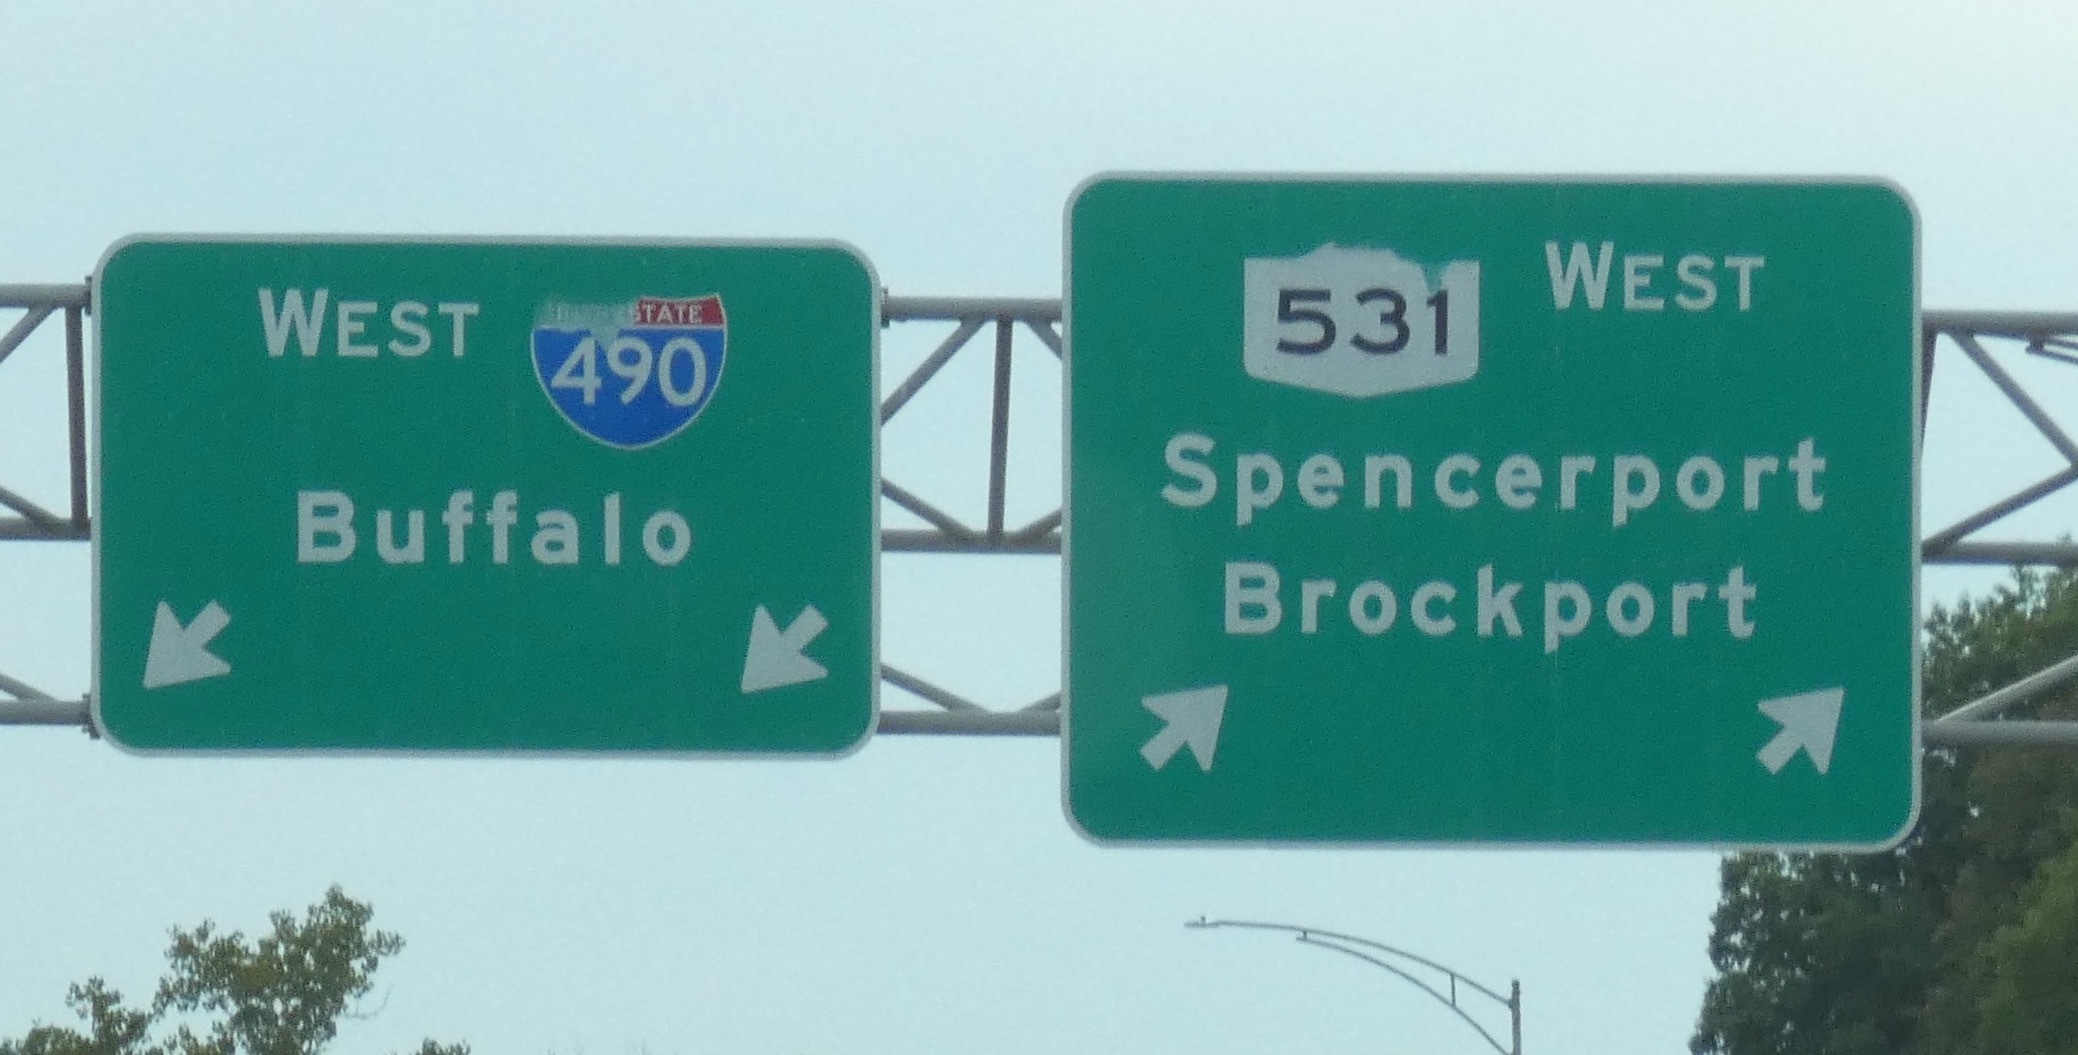 WEST
STATE
490
Buffalo
531 WEST
Spencerport
Brockport